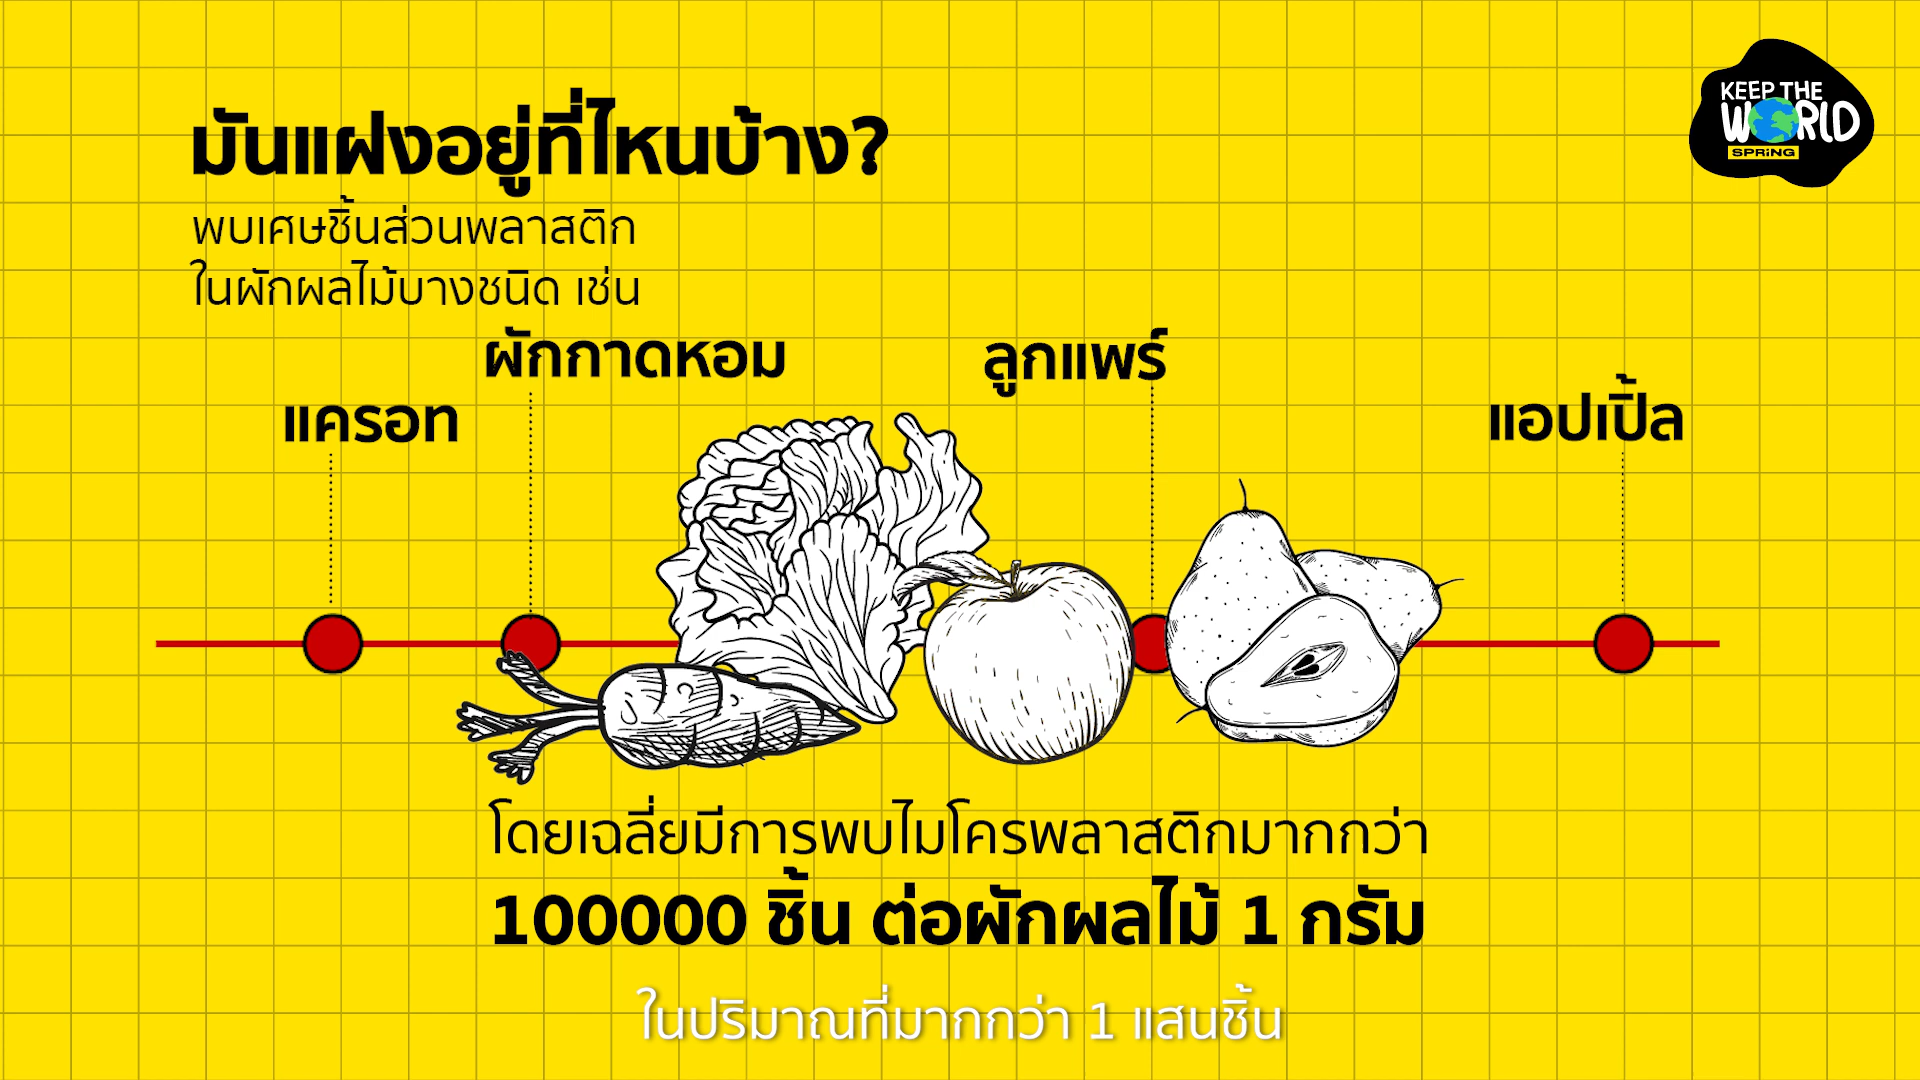 KEEP THE
WORLD
SPRiNG
มันแฝงอยู่ที่ไหนบ้าง?
พบเศษชิ้นส่วนพลาสติก
ในผักผลไม้บางชนิด เช่น
ผักกาดหอม
ลูกแพร์
แครอท
แอปเปิ้ล
โดยเฉลี่ยมีการพบไมโครพลาสติกมากกว่า
100000 ชิ้น ต่อผักผลไม้ 1 กรัม
ในปริมาณที่มากกว่า 1 แสนชิ้น